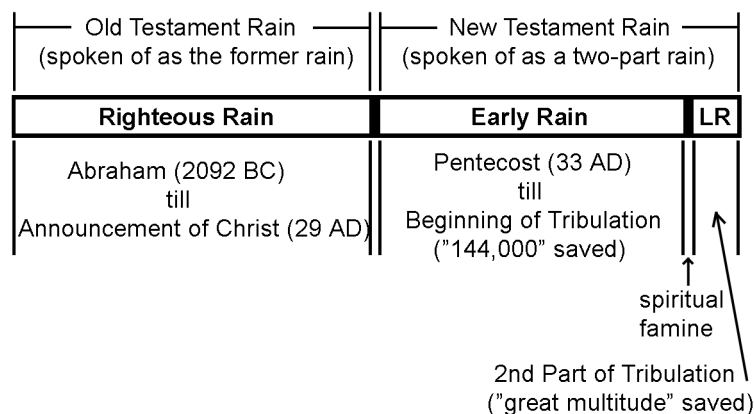 Old Testament Rain
(spoken of as the former rain)
New Testament Rain
(spoken of as a two-part rain)
Righteous Rain
Early Rain
LR
Abraham (2092 BC)
till
Announcement of Christ (29 AD)
Pentecost (33 AD)
till
Beginning of Tribulation
("144,000" saved)
spiritual
famine
2nd Part of Tribulation
("great multitude" saved)